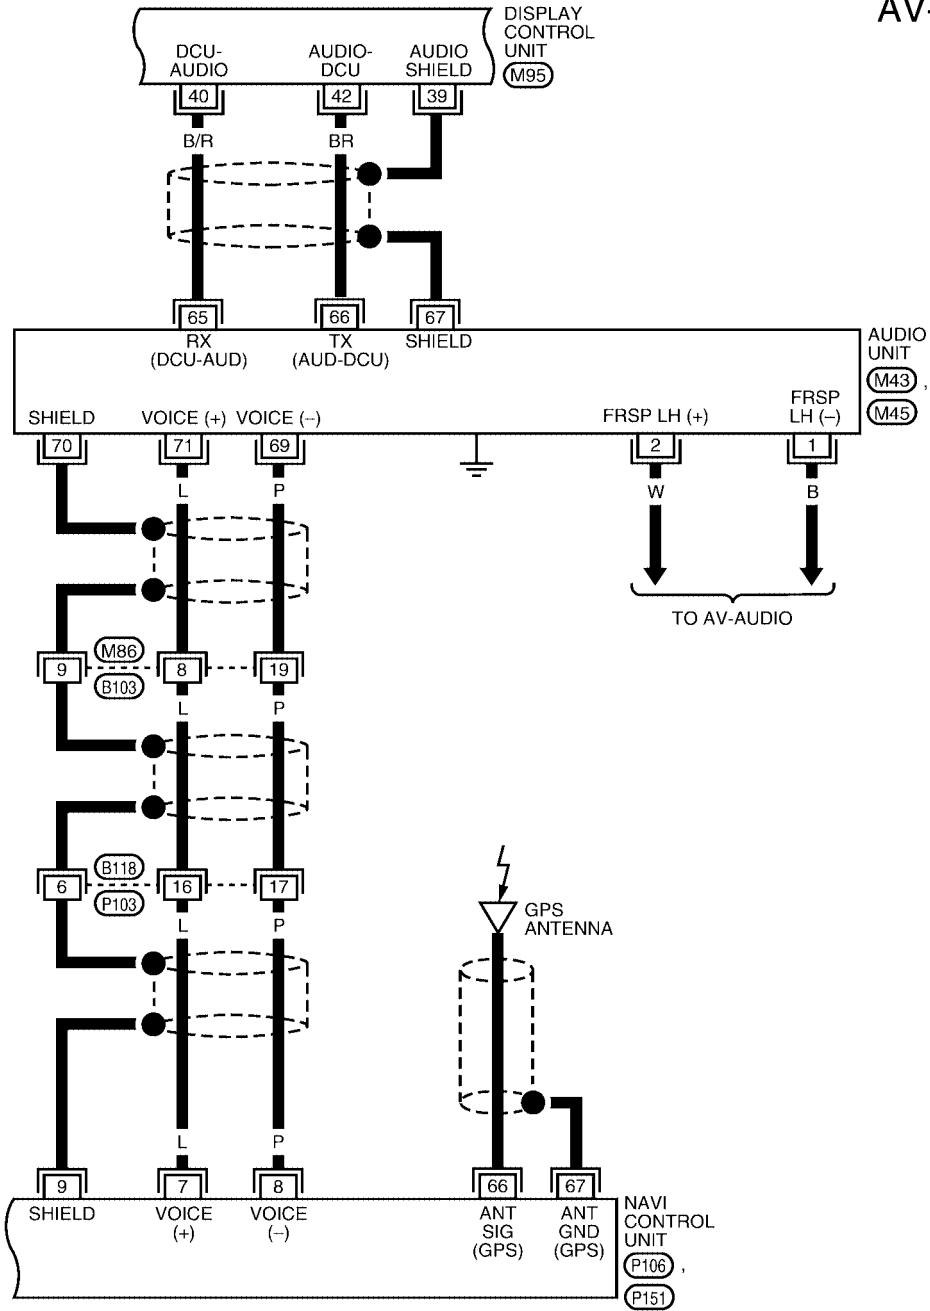 AV-
DISPLAY
CONTROL
UNIT
M95
DCU-
AUDIO
AUDIO-
DCU
AUDIO
SHIELD
40
42
39
B/R
BR
65
66
67
RX
(DCU-AUD)
TX
(AUD-DCU)
SHIELD
AUDIO
UNIT
M43 ,
M45
SHIELD
VOICE (+)
VOICE (–)
FRSP LH (+)
FRSP
LH (–)
70
71
69
2
1
L
P
W
B
TO AV-AUDIO
M86
9
8
19
B103
L
P
B118
6
16
17
P103
L
P
GPS
ANTENNA
L
P
9
7
8
66
67
SHIELD
VOICE
(+)
VOICE
(–)
ANT
SIG
(GPS)
ANT
GND
(GPS)
NAVI
CONTROL
UNIT
P106 ,
P151